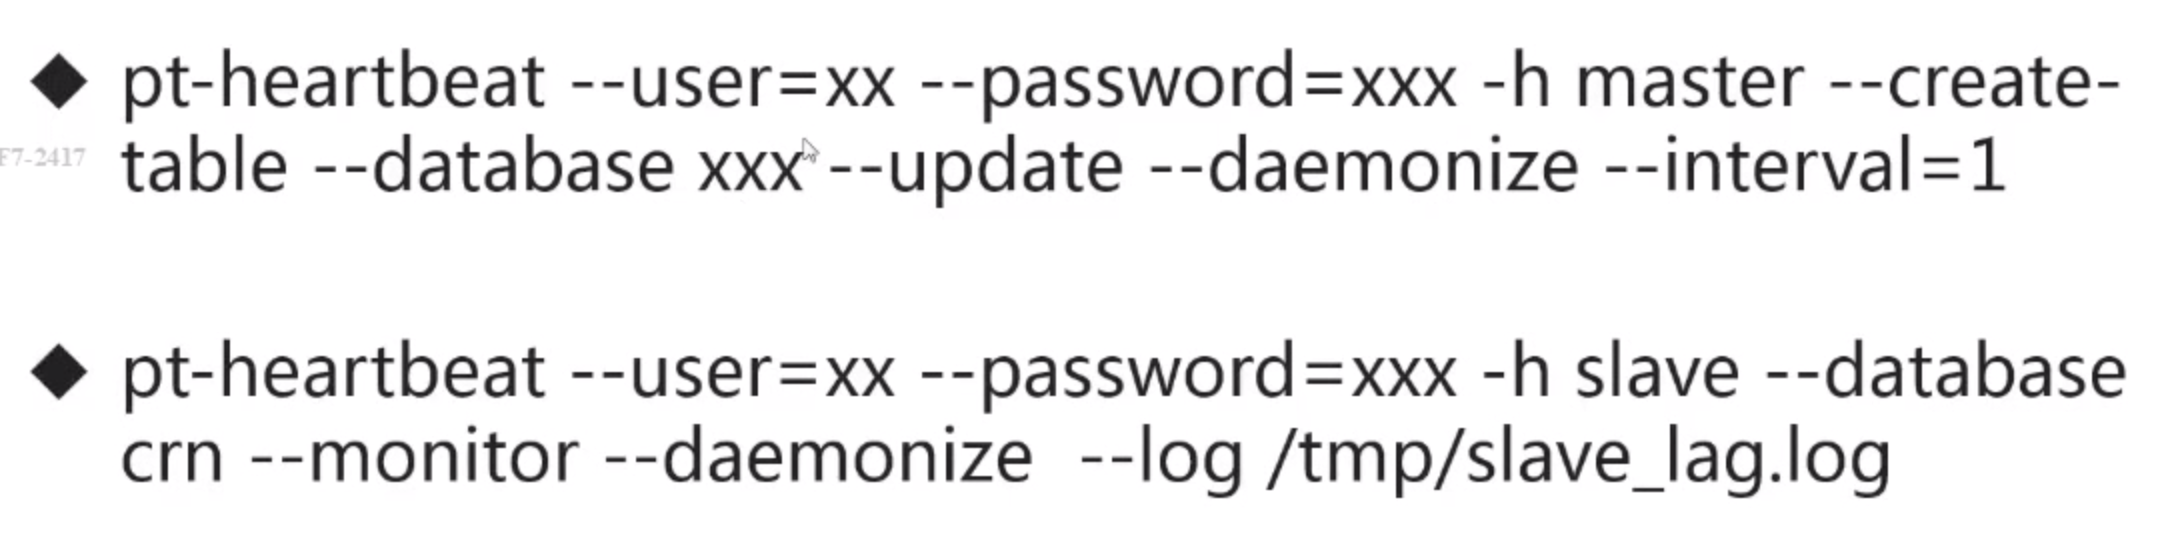 ◆ pt-heartbeat --user=xx --password=xxx -h master --create-
table --database xxx --update --daemonize --interval=1
F7-2417
◆ pt-heartbeat --user=xx --password=xxx -h slave --database
crn --monitor --daemonize  --log /tmp/slave_lag.log